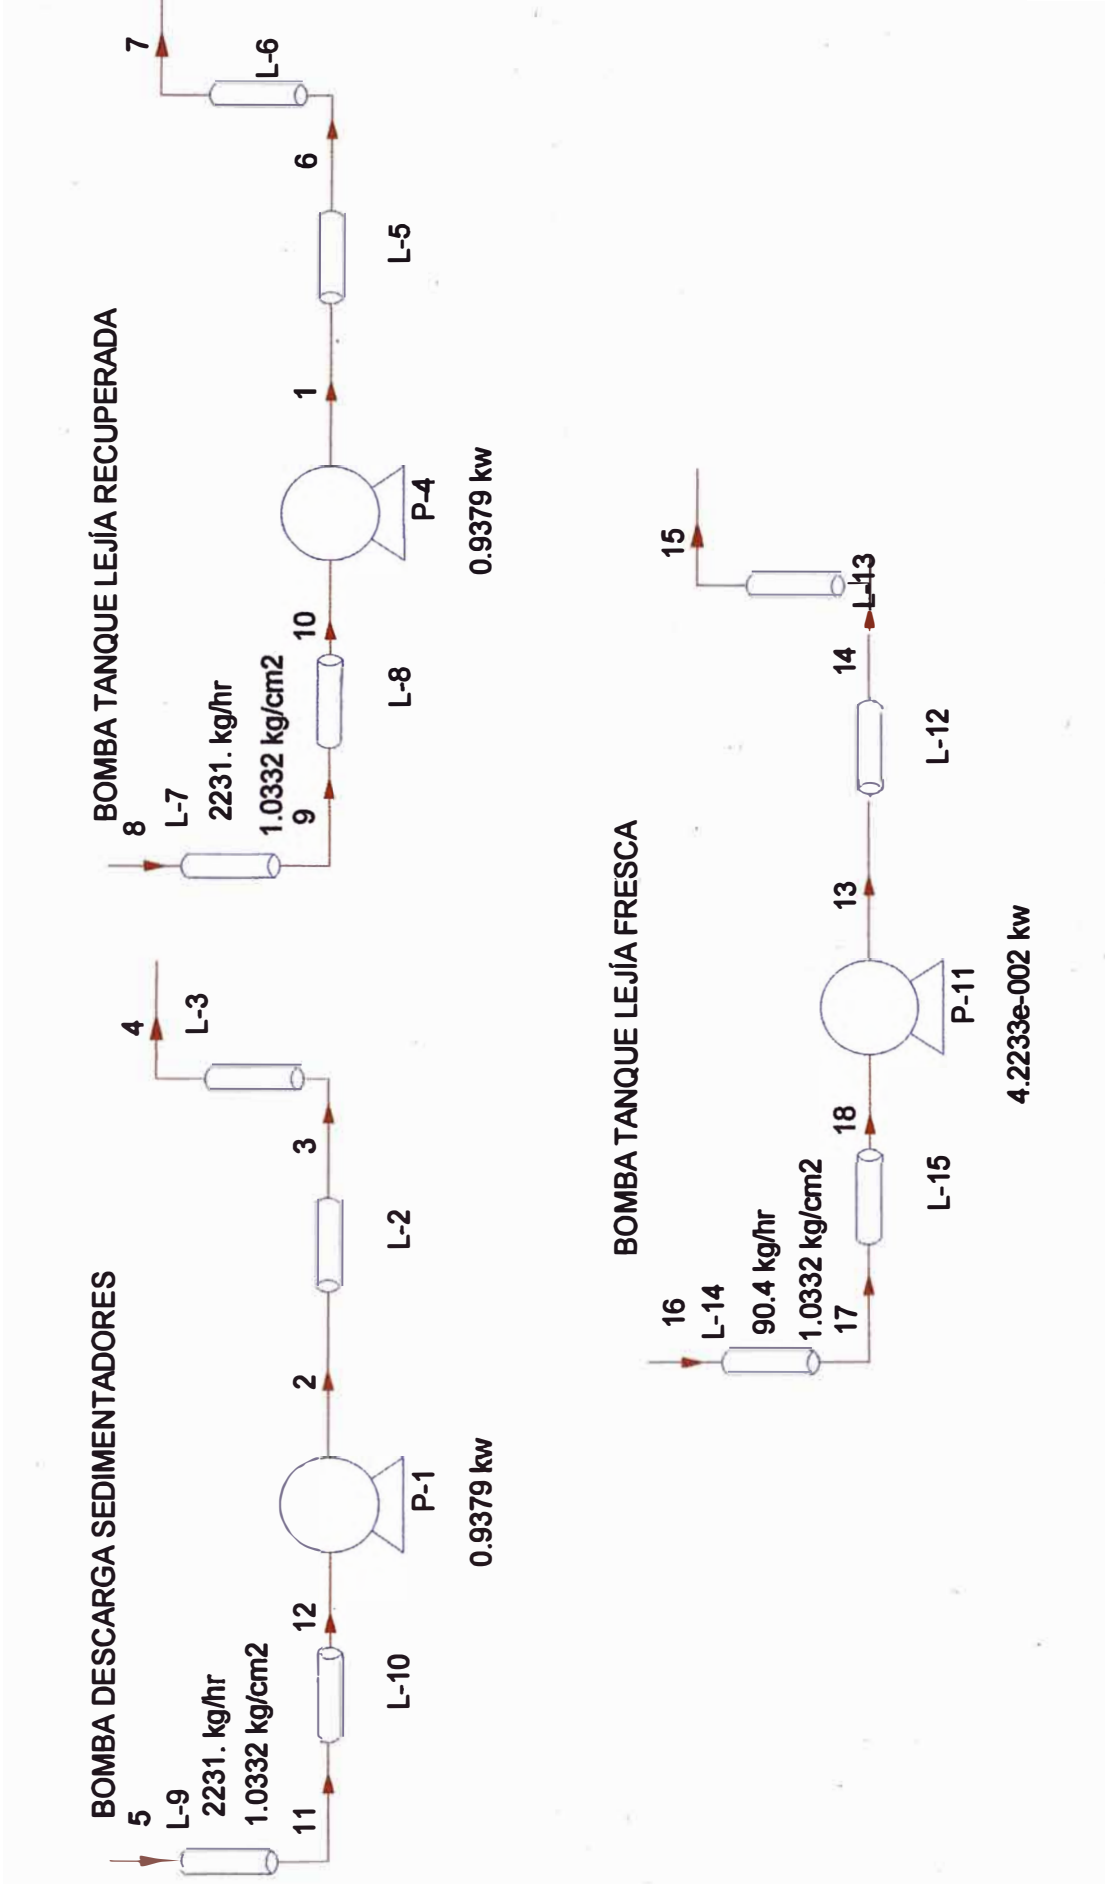 BOMBA DESCARGA SEDIMENTADORES
5
L-9
2231. kg/hr
1.0332 kg/cm2
11
L-10
12
P-1
0.9379 kw
2
L-2
3
L-3
4
BOMBA TANQUE LEJÍA RECUPERADA
8
L-7
2231. kg/hr
1.0332 kg/cm2
9
L-8
10
P-4
0.9379 kw
1
L-5
6
L-6
7
BOMBA TANQUE LEJÍA FRESCA
16
L-14
90.4 kg/hr
1.0332 kg/cm2
17
L-15
18
P-11
4.2233e-002 kw
13
L-12
14
L-13
15